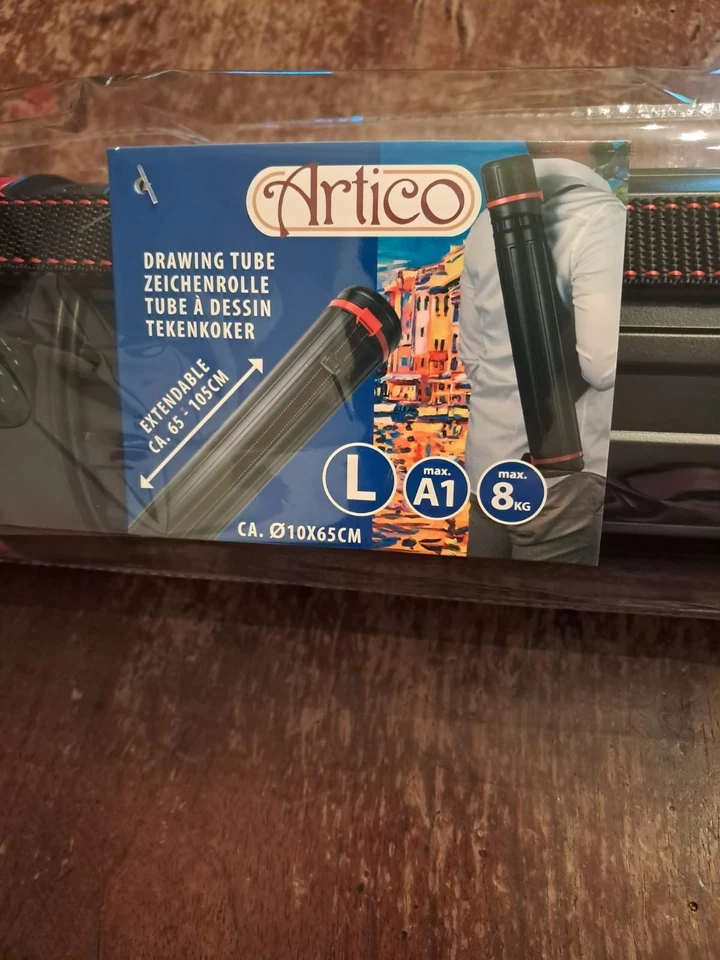 Artico
DRAWING TUBE
ZEICHENROLLE
TUBE À DESSIN
TEKENKOKER
EXTENDABLE
CA. 65 - 105CM
L
max.
A1
max.
8KG
CA. Ø10X65CM